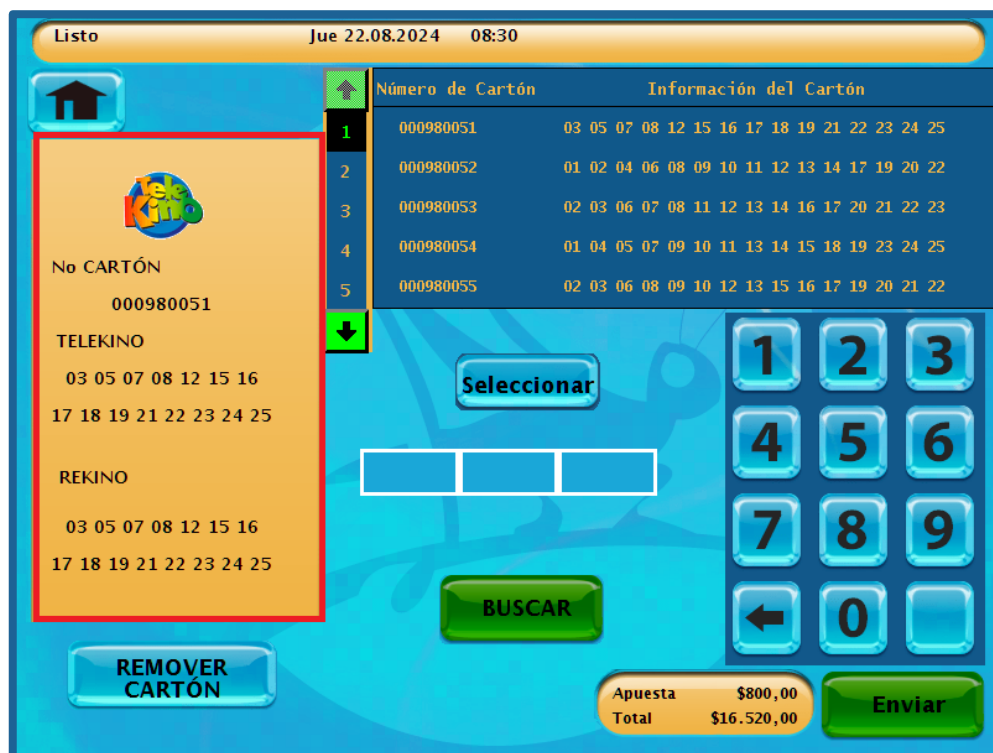 Listo Jue 22.08.2024 08:30
Número de Cartón Información del Cartón
1 000980051 03 05 07 08 12 15 16 17 18 19 21 22 23 24 25
2 000980052 01 02 04 06 08 09 10 11 12 13 14 17 19 20 22
3 000980053 02 03 06 07 08 11 12 13 14 16 17 20 21 22 23
4 000980054 01 04 05 07 09 10 11 13 14 15 18 19 23 24 25
5 000980055 02 03 06 08 09 10 12 13 15 16 17 19 20 21 22
Tele
Kino
No CARTÓN
000980051
TELEKINO
03 05 07 08 12 15 16
17 18 19 21 22 23 24 25
REKINO
03 05 07 08 12 15 16
17 18 19 21 22 23 24 25
REMOVER
CARTÓN
Seleccionar
BUSCAR
1 2 3
4 5 6
7 8 9
0
Apuesta $800,00
Total $16.520,00
Enviar